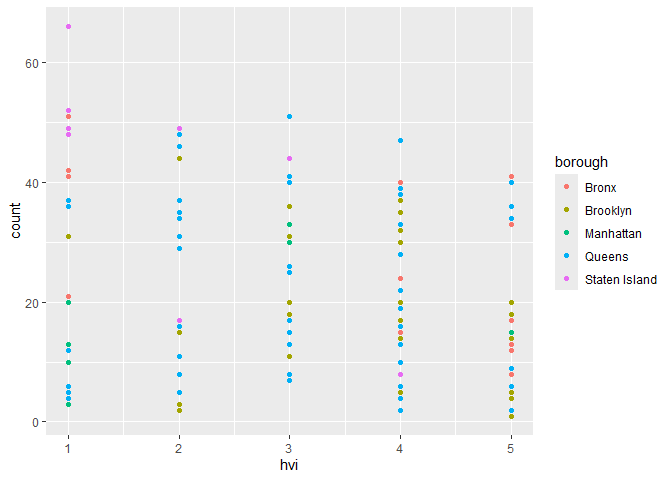 60
40
20
0
count
1 2 3 4 5
hvi
borough
Bronx
Brooklyn
Manhattan
Queens
Staten Island